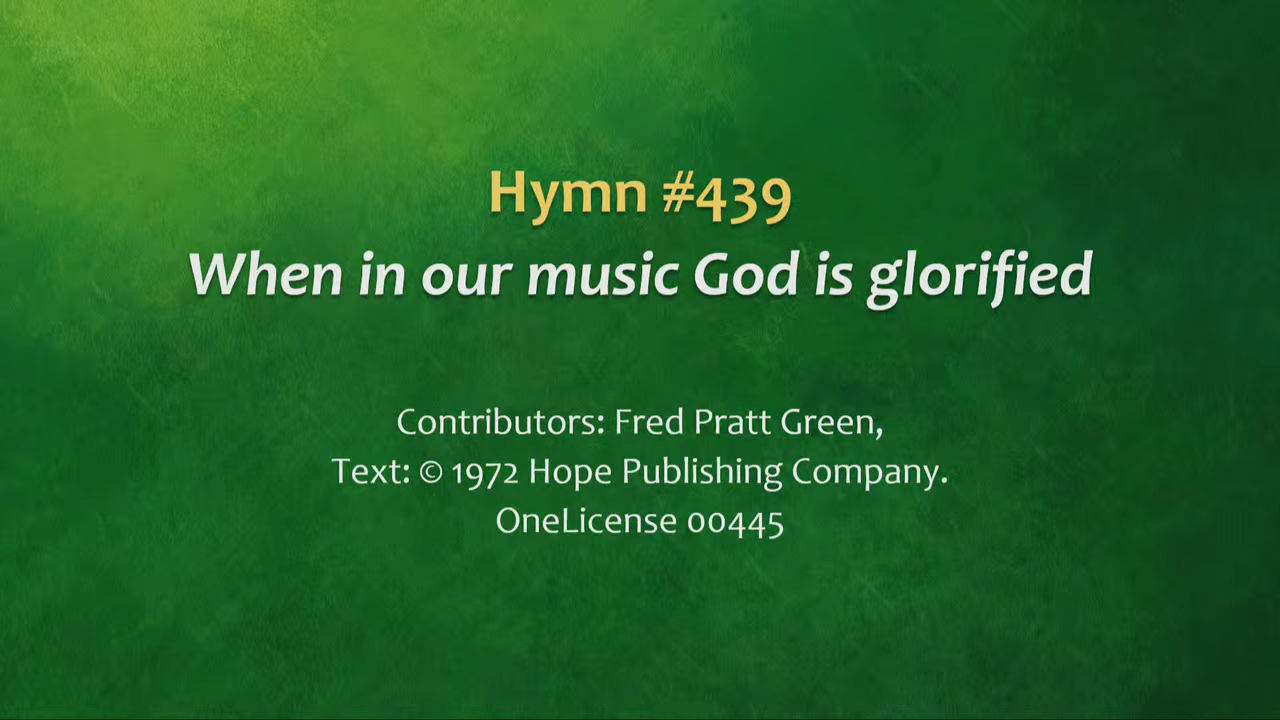 Hymn #439
When in our music God is glorified
Contributors: Fred Pratt Green,
Text: © 1972 Hope Publishing Company.
OneLicense 00445